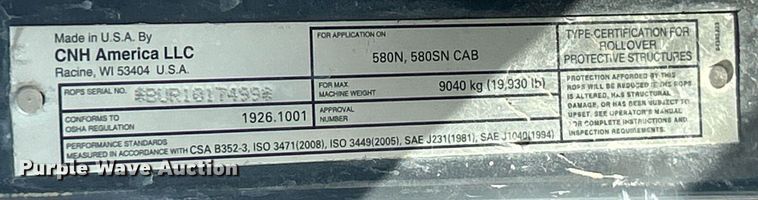 Made in U.S.A. By
CNH America LLC
Racine, WI 53404 U.S.A.
FOR APPLICATION ON
580N, 580SN CAB
TYPE-CERTIFICATION FOR
ROLLOVER
PROTECTIVE STRUCTURES
ROPS SERIAL NO.
*BUR1017499*
FOR MAX
MACHINE WEIGHT
9040 kg (19,930 lb)
PROTECTION AFFORDED BY THIS
ROPS WILL BE REDUCED IF THIS ROPS
IS ALTERED, HAS STRUCTURAL
DAMAGE, OR HAS BEEN SUBJECT TO
UPSET. SEE OPERATOR'S MANUAL
FOR COMPLETE INSTRUCTIONS AND
INSPECTION REQUIREMENTS.
CONFORMS TO
OSHA REGULATION
1926.1001
APPROVAL
NUMBER
PERFORMANCE STANDARDS
MEASURED IN ACCORDANCE WITH CSA B352-3, ISO 3471(2008), ISO 3449(2005), SAE J231(1981), SAE J1040(1994)
Purple Wave Auction